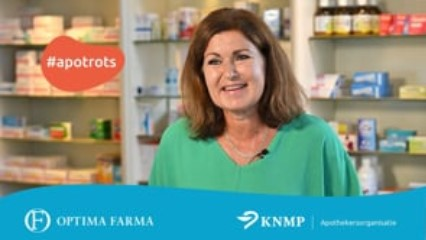 #apotrots
OPTIMA FARMA
KNMP | Apothekersorganisatie